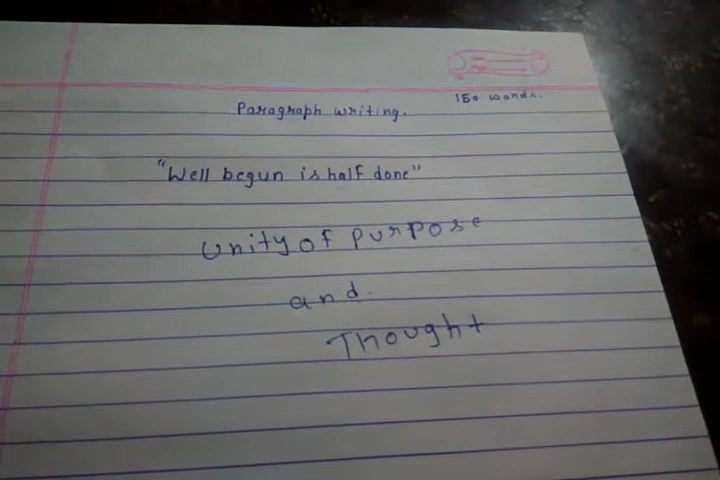 150 words.
Paragraph writing.
"Well begun is half done"
Unity of Purpose
and.
Thought